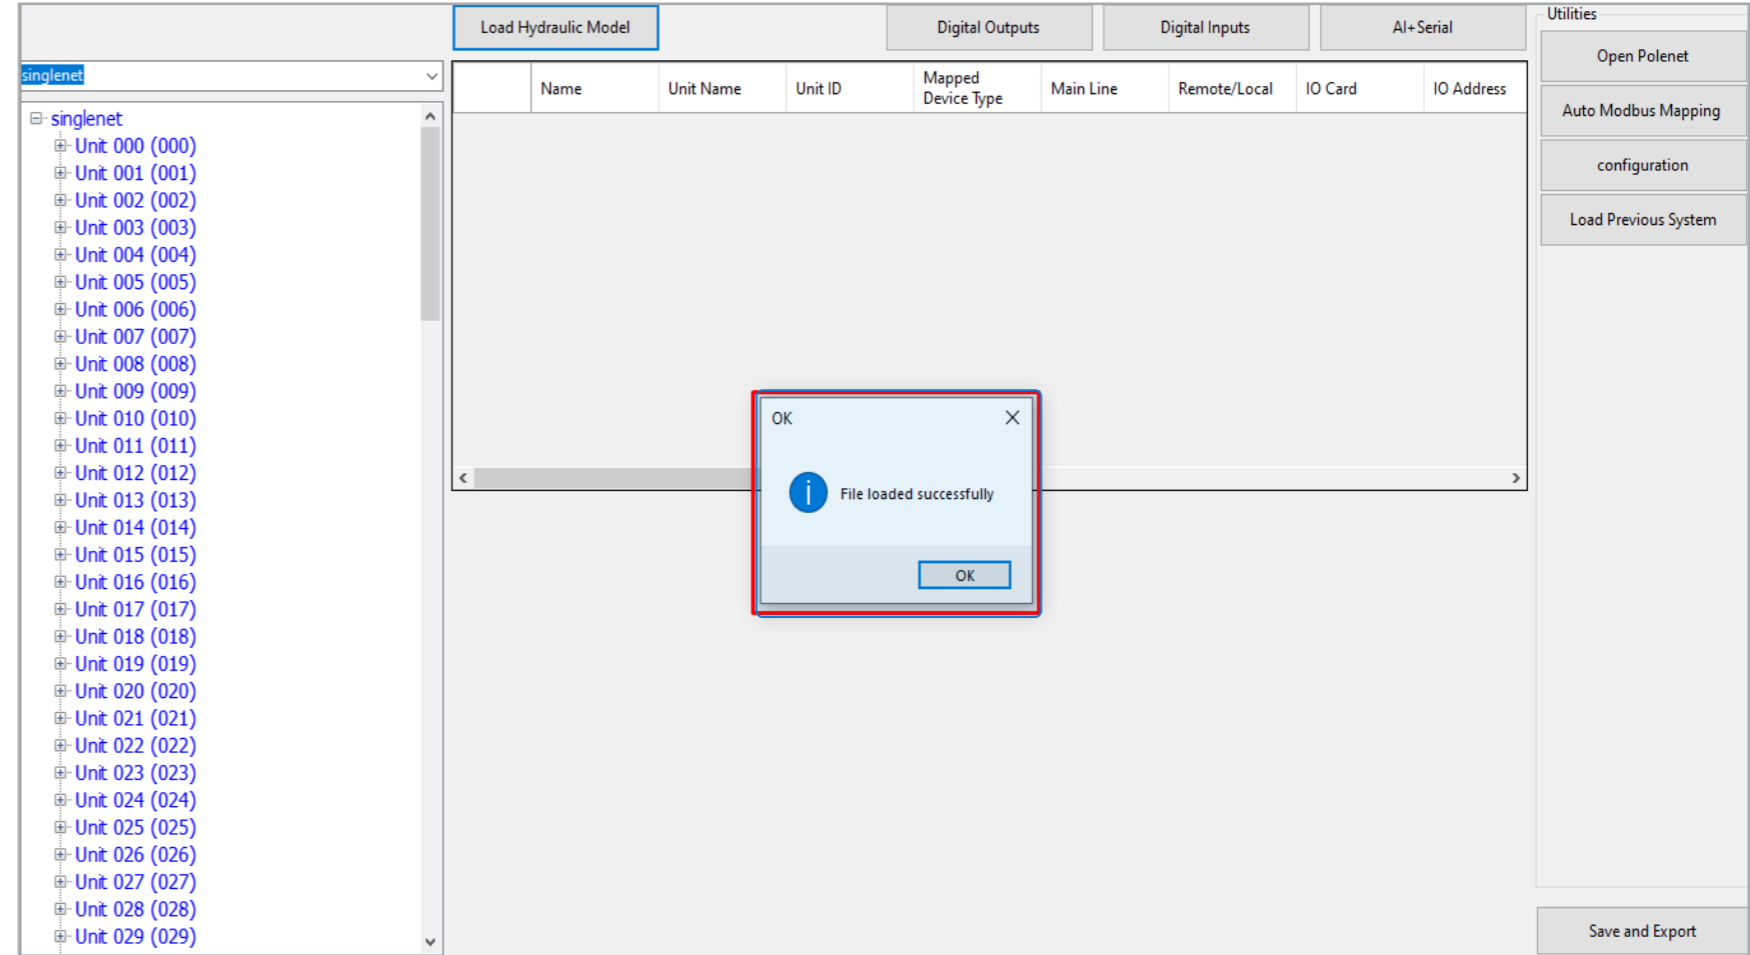 Load Hydraulic Model
Digital Outputs
Digital Inputs
AI+Serial
Utilities
Open Polenet
Auto Modbus Mapping
configuration
Load Previous System
singlenet
Name
Unit Name
Unit ID
Mapped
Device Type
Main Line
Remote/Local
IO Card
IO Address
singlenet
Unit 000 (000)
Unit 001 (001)
Unit 002 (002)
Unit 003 (003)
Unit 004 (004)
Unit 005 (005)
Unit 006 (006)
Unit 007 (007)
Unit 008 (008)
Unit 009 (009)
Unit 010 (010)
Unit 011 (011)
Unit 012 (012)
Unit 013 (013)
Unit 014 (014)
Unit 015 (015)
Unit 016 (016)
Unit 017 (017)
Unit 018 (018)
Unit 019 (019)
Unit 020 (020)
Unit 021 (021)
Unit 022 (022)
Unit 023 (023)
Unit 024 (024)
Unit 025 (025)
Unit 026 (026)
Unit 027 (027)
Unit 028 (028)
Unit 029 (029)
OK
File loaded successfully
OK
Save and Export